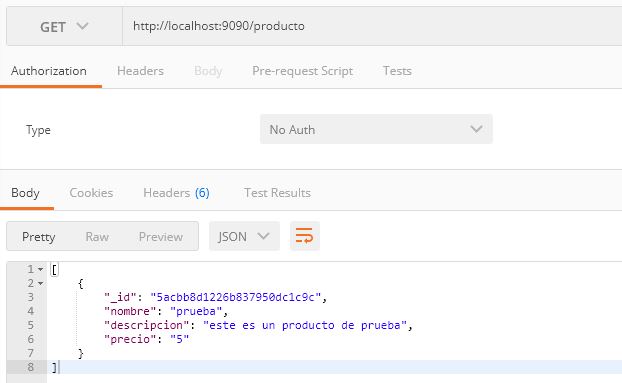 GET http://localhost:9090/producto
Authorization Headers Body Pre-request Script Tests
Type No Auth
Body Cookies Headers (6) Test Results
Pretty Raw Preview JSON
1 [
2 {
3 "_id": "5acbb8d1226b837950dc1c9c",
4 "nombre": "prueba",
5 "descripcion": "este es un producto de prueba",
6 "precio": "5"
7 }
8 ]